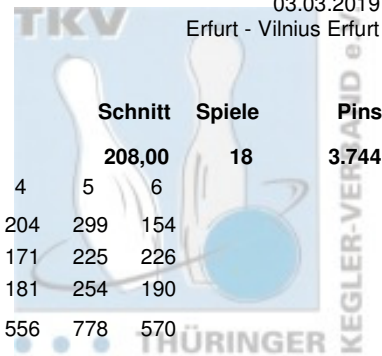 03.03.2019
TKV
Erfurt - Vilnius Erfurt
Schnitt Spiele Pins
208,00 18 3.744
4 5 6
204 299 154
171 225 226
181 254 190
556 778 570
THÜRINGER
KEGLER-VERBAND e.V